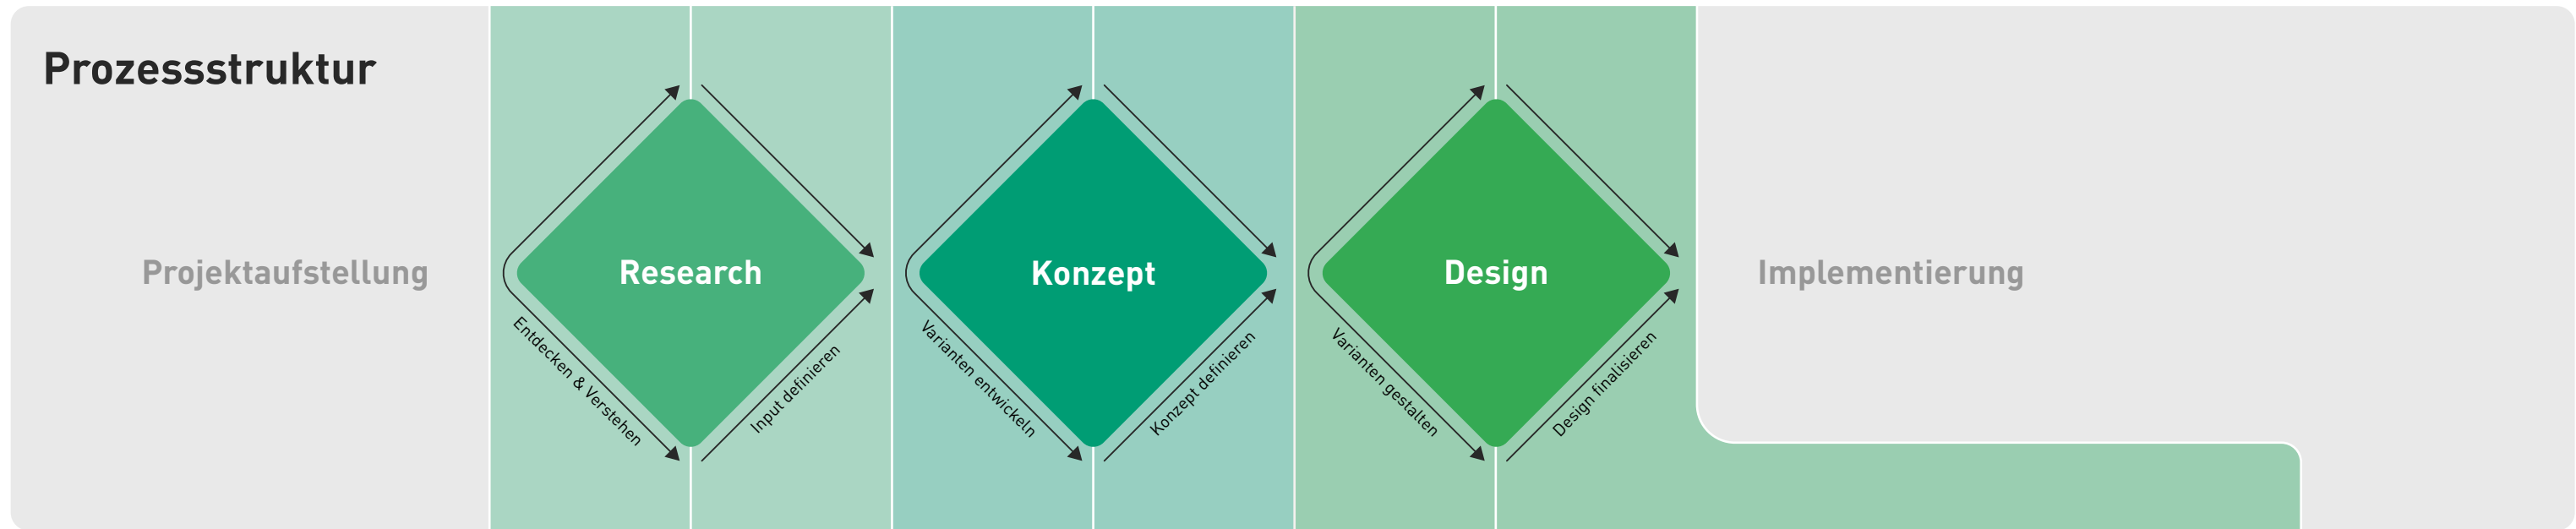 Prozessstruktur
Projektaufstellung
Research
Entdecken & Verstehen
Input definieren
Konzept
Varianten entwickeln
Konzept definieren
Design
Varianten gestalten
Design finalisieren
Implementierung